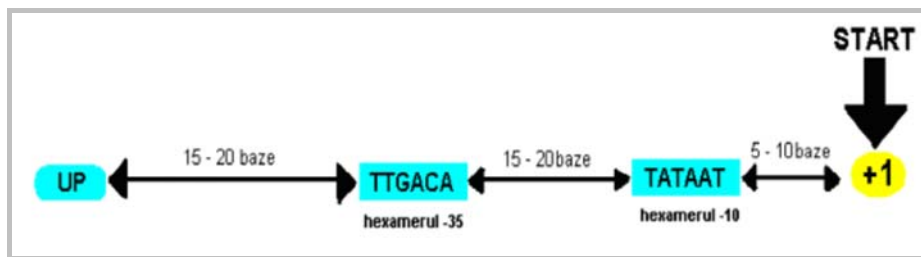 START
15 - 20 baze
15 - 20baze
5 - 10baze
UP
TTGACA
TATAAT
+1
hexamerul -35
hexamerul -10